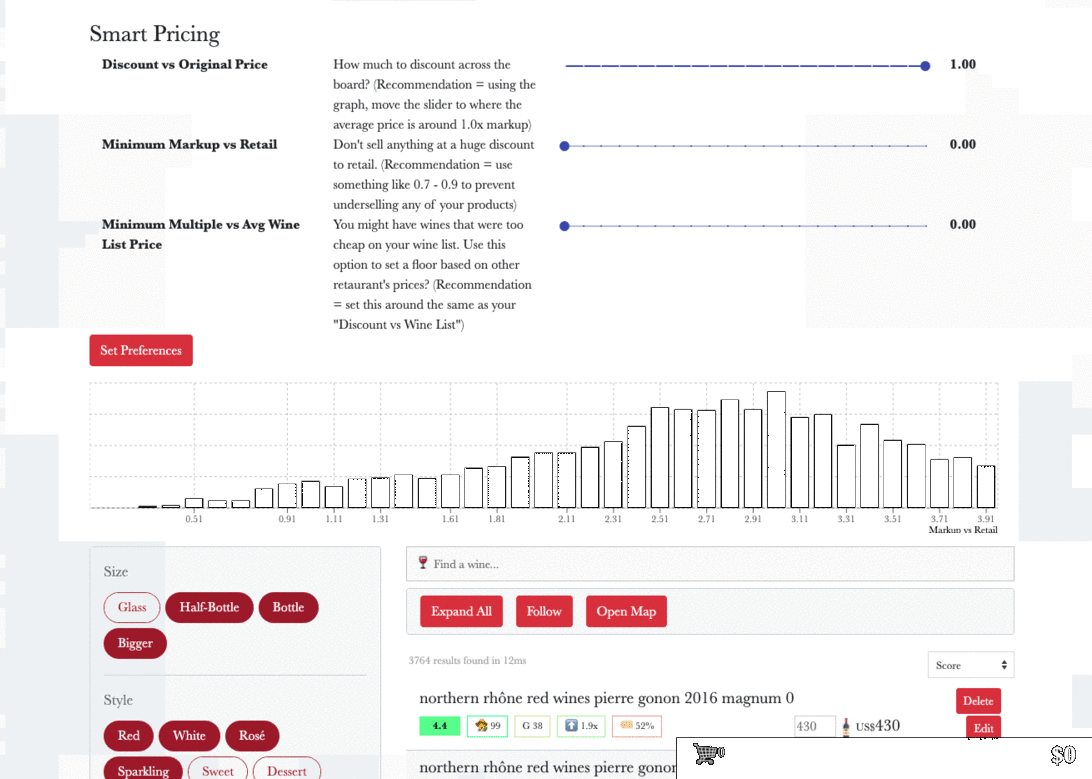 Smart Pricing
Discount vs Original Price
How much to discount across the
board? (Recommendation = using the
graph, move the slider to where the
average price is around 1.0x markup)
1.00
Minimum Markup vs Retail
Don't sell anything at a huge discount
to retail. (Recommendation = use
something like 0.7 - 0.9 to prevent
underselling any of your products)
0.00
Minimum Multiple vs Avg Wine
List Price
You might have wines that were too
cheap on your wine list. Use this
option to set a floor based on other
retaurant's prices? (Recommendation
= set this around the same as your
"Discount vs Wine List")
0.00
Set Preferences
0.51 0.91 1.11 1.31 1.61 1.81 2.11 2.31 2.51 2.71 2.91 3.11 3.31 3.51 3.71 3.91
Markup vs Retail
Size
Glass Half-Bottle Bottle
Bigger
Style
Red White Rosé
Sparkling Sweet Dessert
Find a wine...
Expand All Follow Open Map
3764 results found in 12ms
Score
northern rhône red wines pierre gonon 2016 magnum 0
Delete
4.4 99 G 38 1.9x 52% 430 US$430
Edit
northern rhône red wines pierre gonon
0
$0